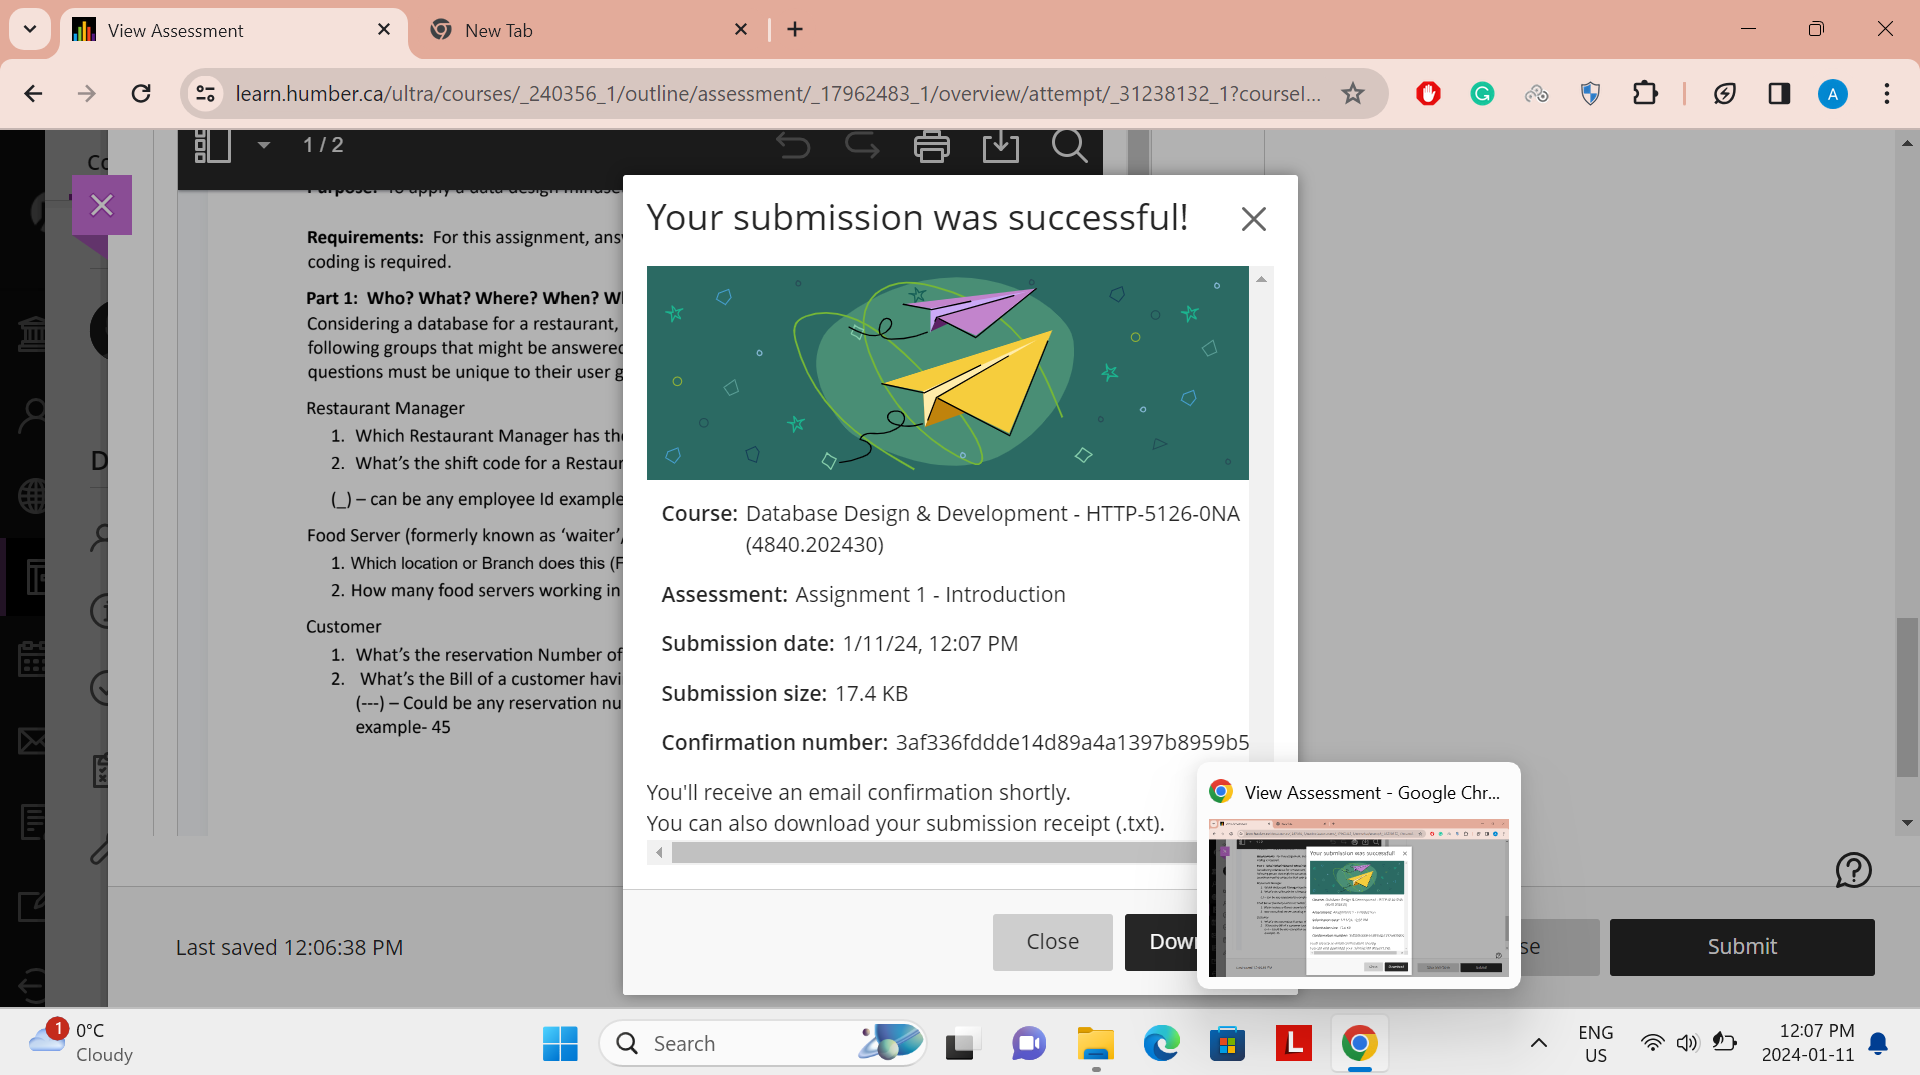 View Assessment
New Tab
learn.humber.ca/ultra/courses/_240356_1/outline/assessment/_17962483_1/overview/attempt/_31238132_1?coursel...
A
1 / 2
Requirements: For this assignment, ans
coding is required.
Part 1: Who? What? Where? When? W
Considering a database for a restaurant,
following groups that might be answered
questions must be unique to their user g
Restaurant Manager
1. Which Restaurant Manager has th
2. What's the shift code for a Restaur
(_) – can be any employee Id example
Food Server (formerly known as 'waiter',
1. Which location or Branch does this (F
2. How many food servers working in
Customer
1. What's the reservation Number of
2. What's the Bill of a customer havi
(---) – Could be any reservation nu
example- 45
Last saved 12:06:38 PM
Your submission was successful!
Course: Database Design & Development - HTTP-5126-0NA
(4840.202430)
Assessment: Assignment 1 - Introduction
Submission date: 1/11/24, 12:07 PM
Submission size: 17.4 KB
Confirmation number: 3af336fddde14d89a4a1397b8959b5
You'll receive an email confirmation shortly.
You can also download your submission receipt (.txt).
Close
Dow
View Assessment - Google Chr...
se
Submit
1
0°C
Cloudy
Search
L
ENG
US
12:07 PM
2024-01-11